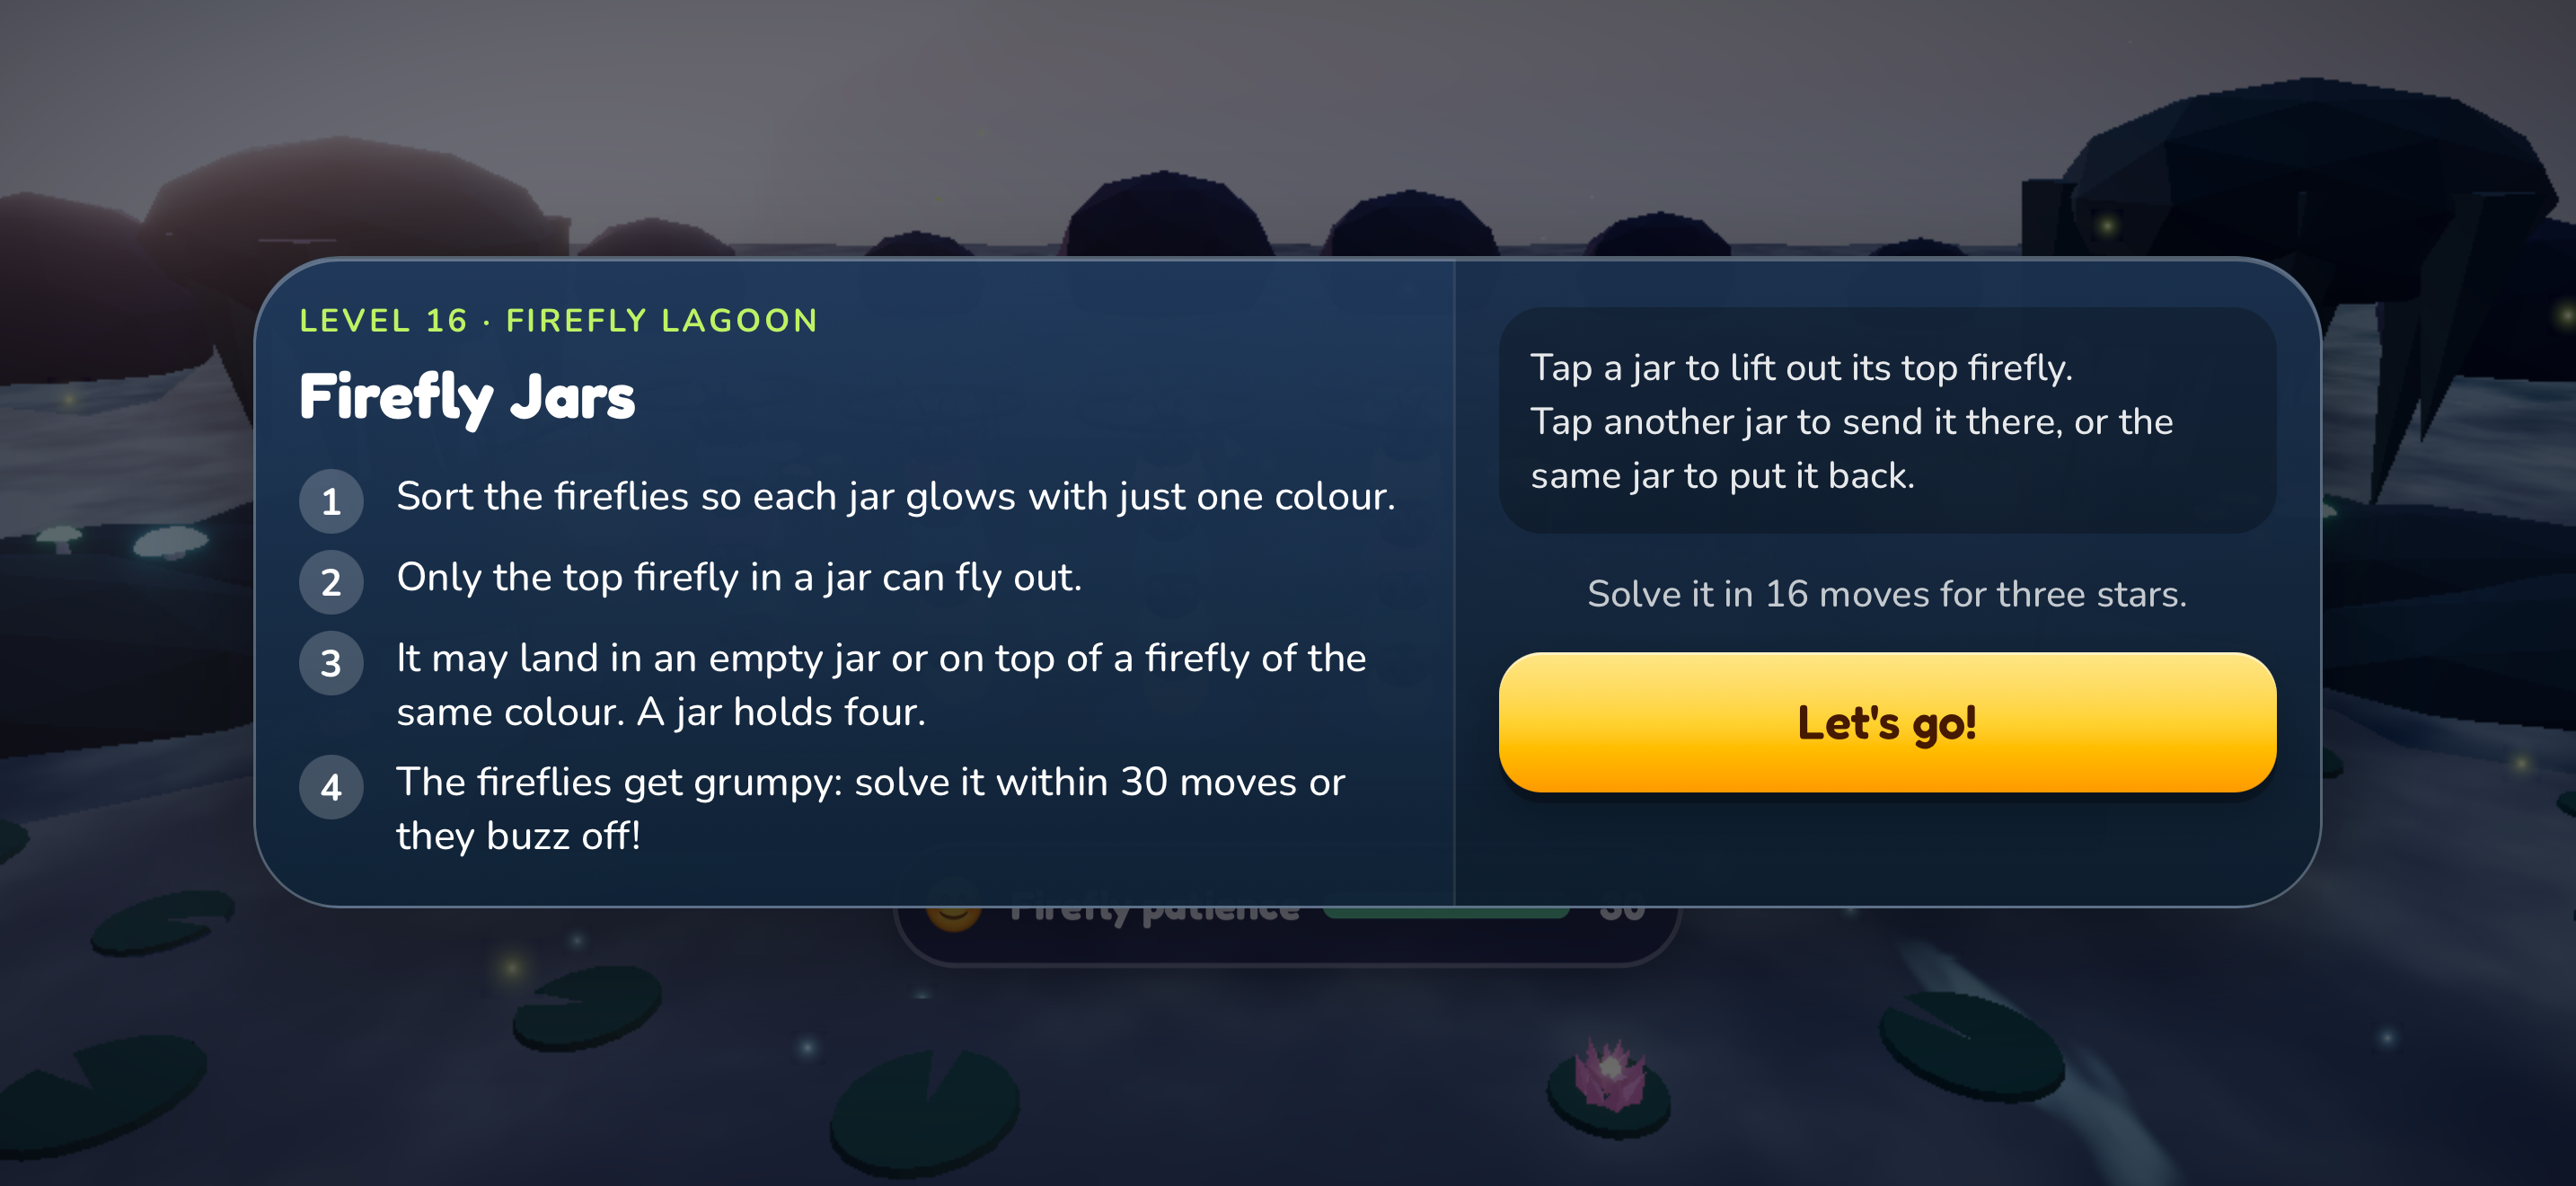 LEVEL 16 · FIREFLY LAGOON
Firefly Jars
1 Sort the fireflies so each jar glows with just one colour.
2 Only the top firefly in a jar can fly out.
3 It may land in an empty jar or on top of a firefly of the
same colour. A jar holds four.
4 The fireflies get grumpy: solve it within 30 moves or
they buzz off!
Tap a jar to lift out its top firefly.
Tap another jar to send it there, or the
same jar to put it back.
Solve it in 16 moves for three stars.
Let's go!
Firefly patience 30